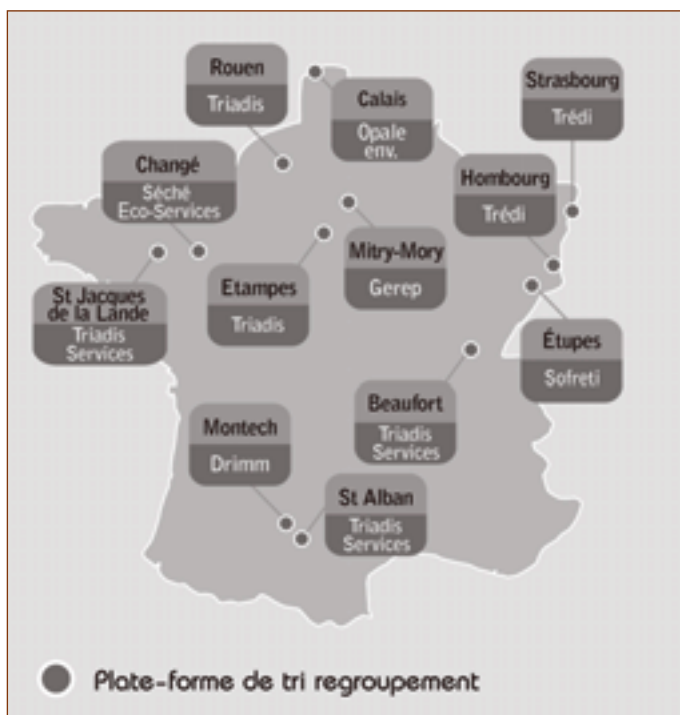 Rouen
Triadis
Calais
Opale
env.
Strasbourg
Trédi
Changé
Séché
Eco-Services
Hombourg
Trédi
Mitry-Mory
Gerep
Etampes
Triadis
St Jacques
de la Lande
Triadis
Services
Étupes
Sofreti
Beaufort
Triadis
Services
Montech
Drimm
St Alban
Triadis
Services
Plate-forme de tri regroupement